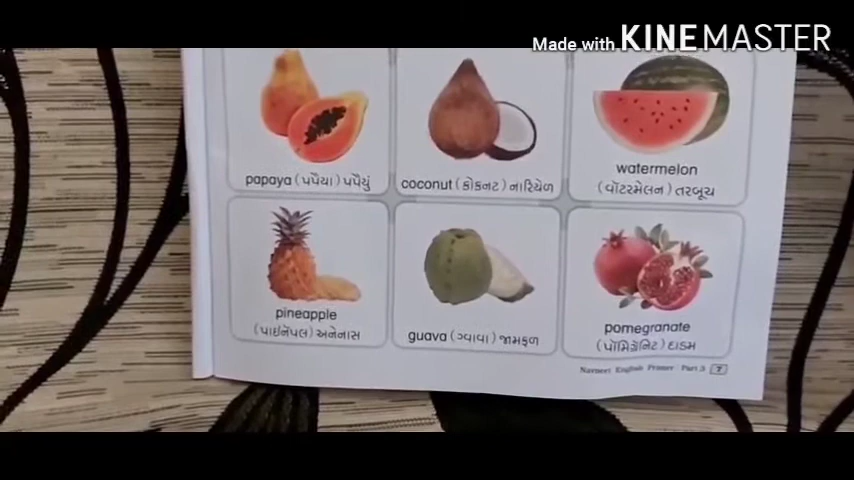 Made with KINEMASTER
papaya (પપૈયા) પપૈયું
coconut (કોકનટ) નારિયેળ
watermelon
(વૉટરમેલન) તરબૂચ
pineapple
(પાઇનૅપલ) અનેનાસ
guava (ગ્વાવા) જામફળ
pomegranate
(પૉમિગ્રેનિટ) દાડમ
Navneet English Primer : Part 3 7